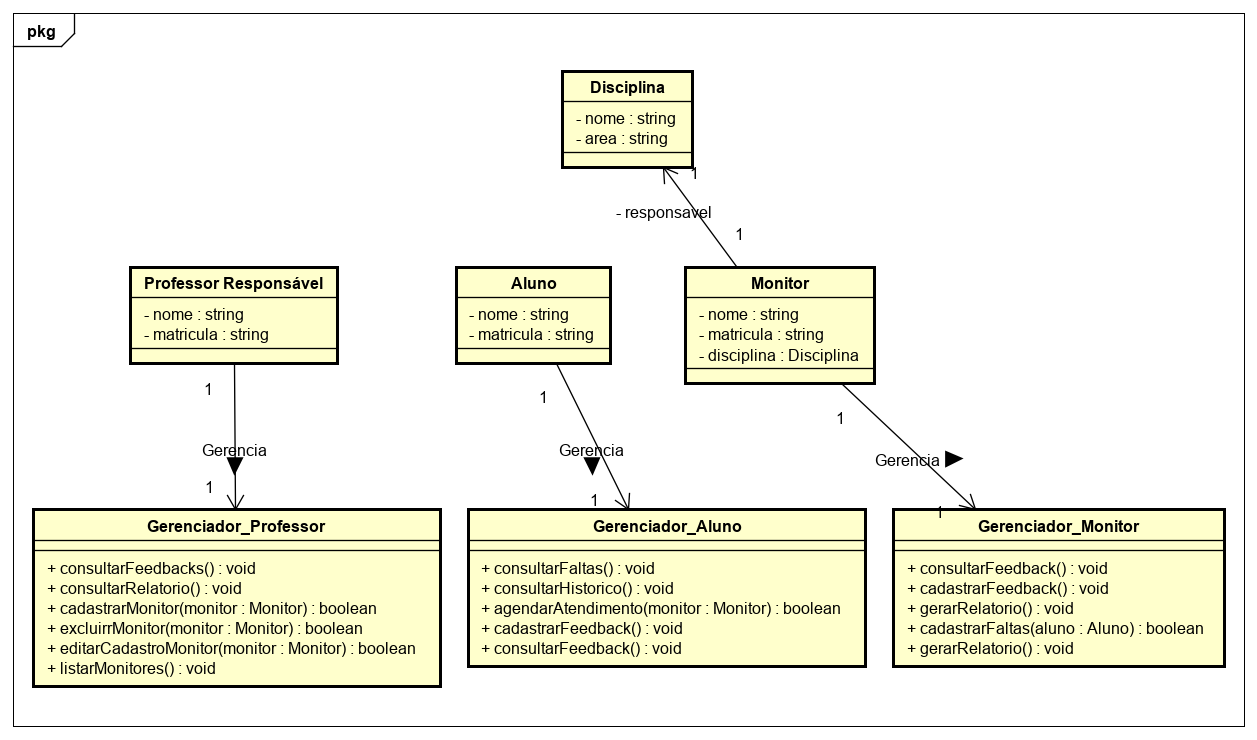 pkg
Disciplina
- nome : string
- area : string
1
- responsavel
1
Professor Responsável
- nome : string
- matricula : string
Aluno
- nome : string
- matricula : string
Monitor
- nome : string
- matricula : string
- disciplina : Disciplina
1
Gerencia
1
1
Gerencia
1
1
Gerencia
1
Gerenciador_Professor
+ consultarFeedbacks() : void
+ consultarRelatorio() : void
+ cadastrarMonitor(monitor : Monitor) : boolean
+ excluirrMonitor(monitor : Monitor) : boolean
+ editarCadastroMonitor(monitor : Monitor) : boolean
+ listarMonitores() : void
Gerenciador_Aluno
+ consultarFaltas() : void
+ consultarHistorico() : void
+ agendarAtendimento(monitor : Monitor) : boolean
+ cadastrarFeedback() : void
+ consultarFeedback() : void
Gerenciador_Monitor
+ consultarFeedback() : void
+ cadastrarFeedback() : void
+ gerarRelatorio() : void
+ cadastrarFaltas(aluno : Aluno) : boolean
+ gerarRelatorio() : void